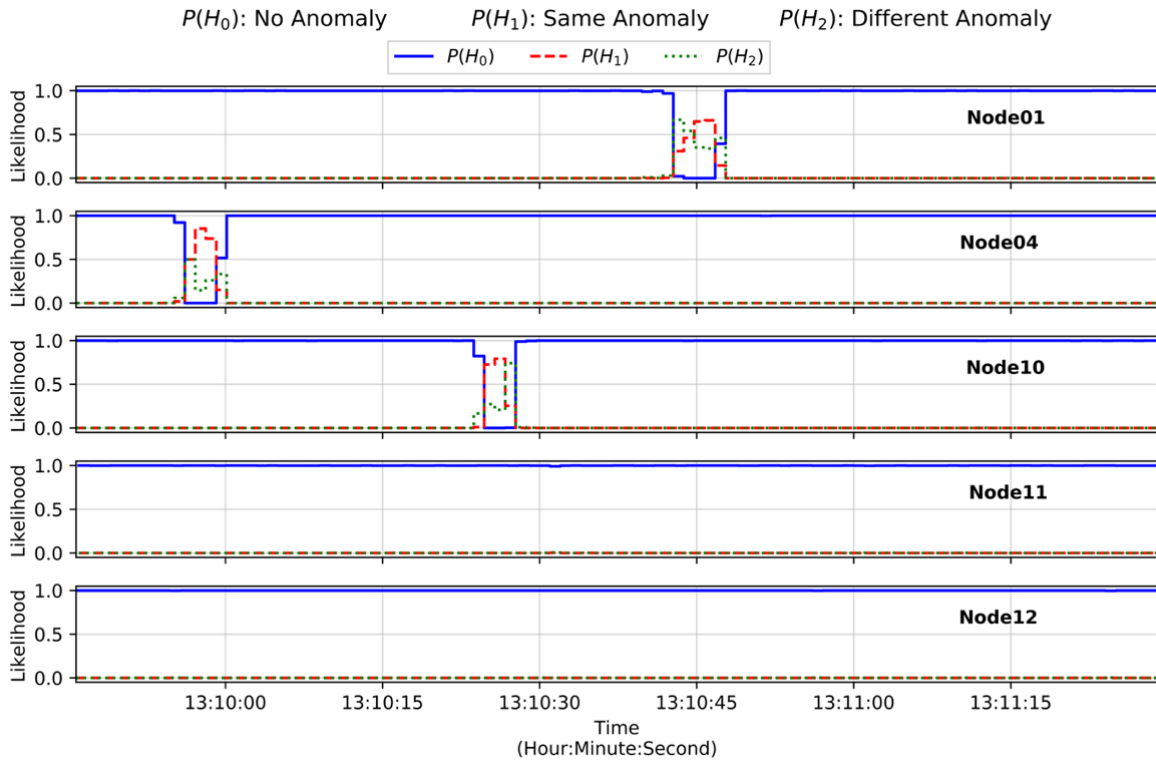 P(H₀): No Anomaly P(H₁): Same Anomaly P(H₂): Different Anomaly
P(H₀) P(H₁) P(H₂)
Likelihood
1.0
0.5
0.0
Node01
Likelihood
1.0
0.5
0.0
Node04
Likelihood
1.0
0.5
0.0
Node10
Likelihood
1.0
0.5
0.0
Node11
Likelihood
1.0
0.5
0.0
Node12
13:10:00 13:10:15 13:10:30 13:10:45 13:11:00 13:11:15
Time
(Hour:Minute:Second)